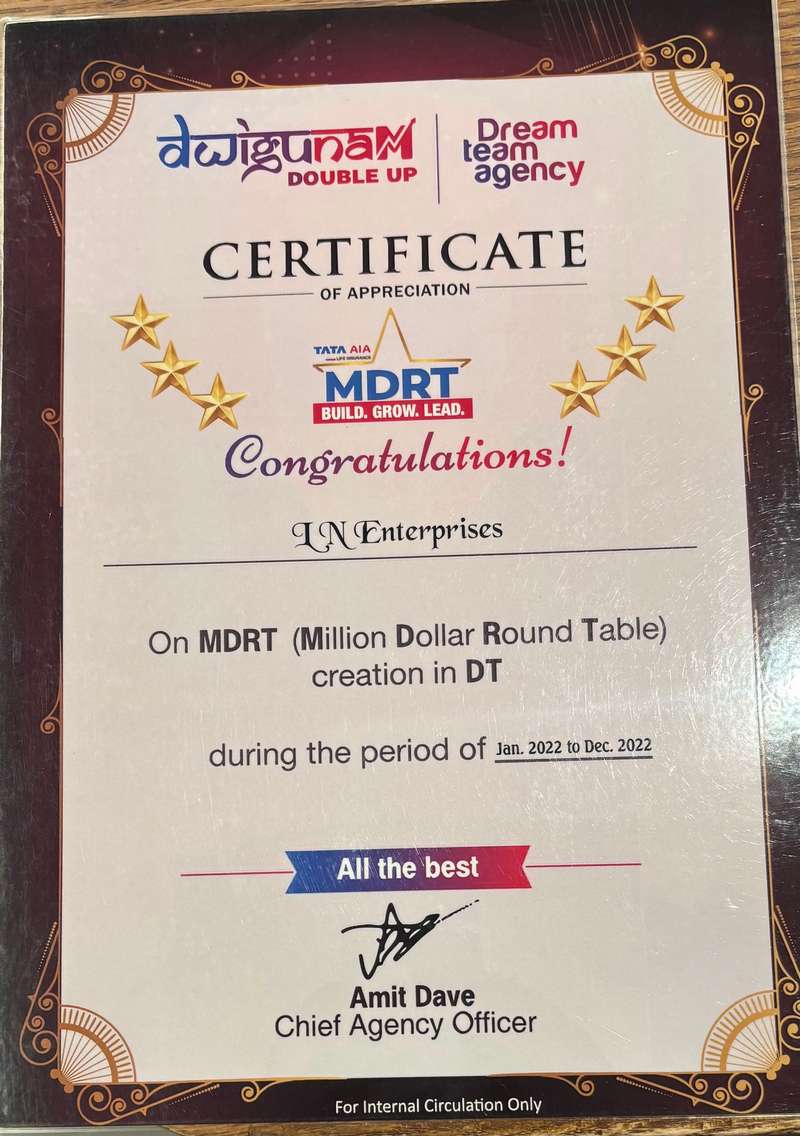 dwigunam
DOUBLE UP
Dream
team
agency
CERTIFICATE
OF APPRECIATION
TATA AIA
LIFE INSURANCE
MDRT
BUILD. GROW. LEAD.
Congratulations!
L N Enterprises
On MDRT (Million Dollar Round Table)
creation in DT
during the period of Jan. 2022 to Dec. 2022
All the best
Amit Dave
Chief Agency Officer
For Internal Circulation Only